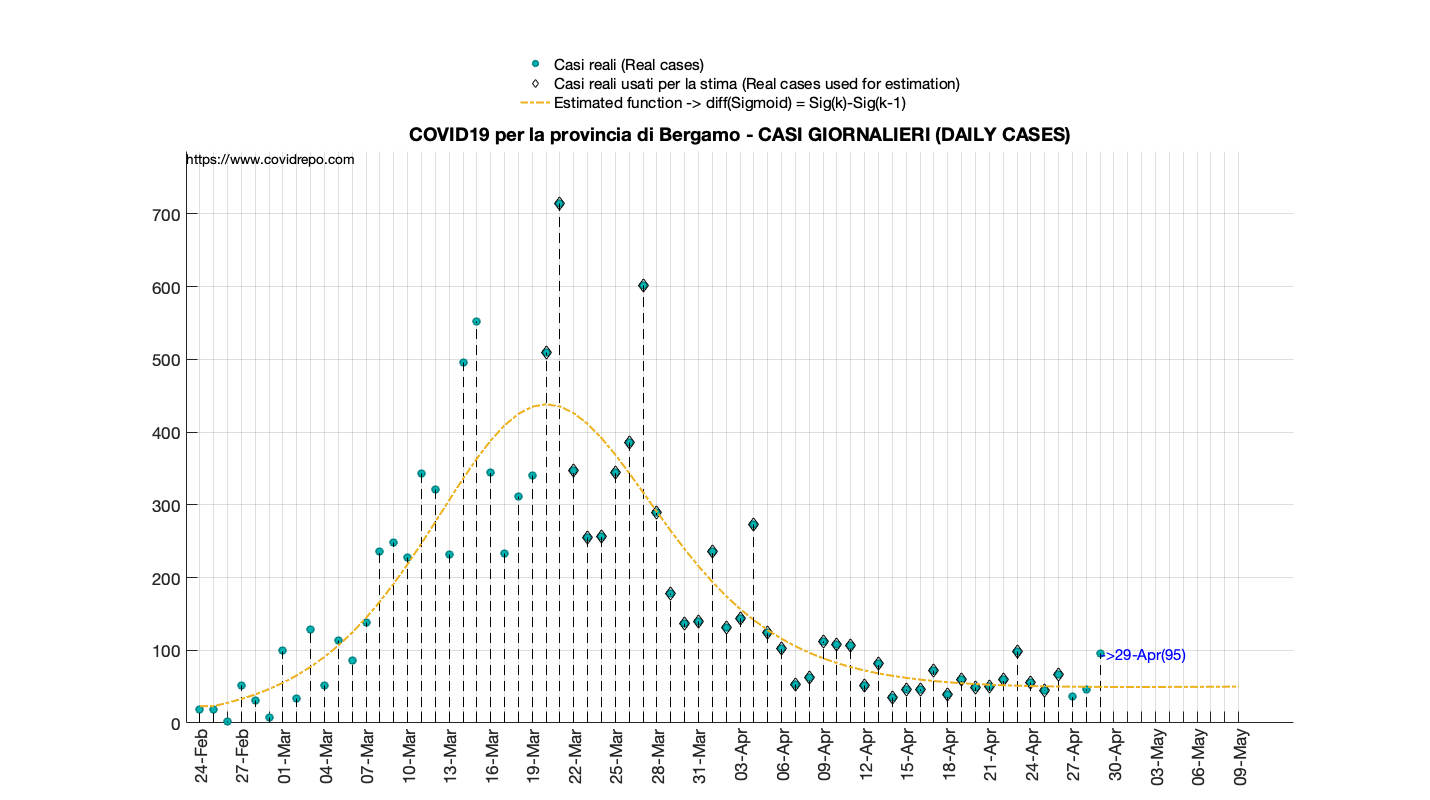 Casi reali (Real cases)
Casi reali usati per la stima (Real cases used for estimation)
Estimated function -> diff(Sigmoid) = Sig(k)-Sig(k-1)
COVID19 per la provincia di Bergamo - CASI GIORNALIERI (DAILY CASES)
https://www.covidrepo.com
700
600
500
400
300
200
100
0
->29-Apr(95)
24-Feb
27-Feb
01-Mar
04-Mar
07-Mar
10-Mar
13-Mar
16-Mar
19-Mar
22-Mar
25-Mar
28-Mar
31-Mar
03-Apr
06-Apr
09-Apr
12-Apr
15-Apr
18-Apr
21-Apr
24-Apr
27-Apr
30-Apr
03-May
06-May
09-May